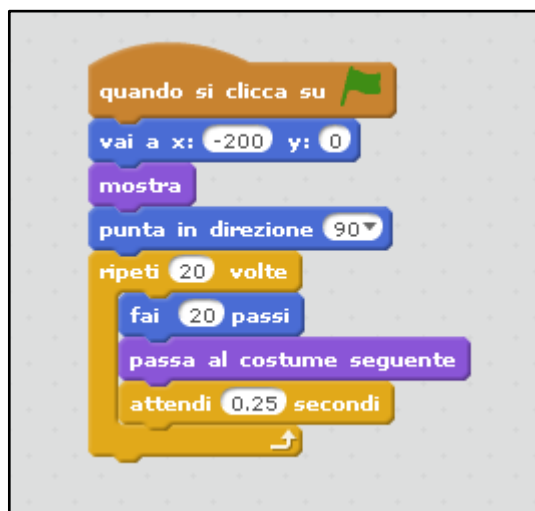 quando si clicca su
vai a x: -200 y: 0
mostra
punta in direzione 90
ripeti 20 volte
fai 20 passi
passa al costume seguente
attendi 0.25 secondi